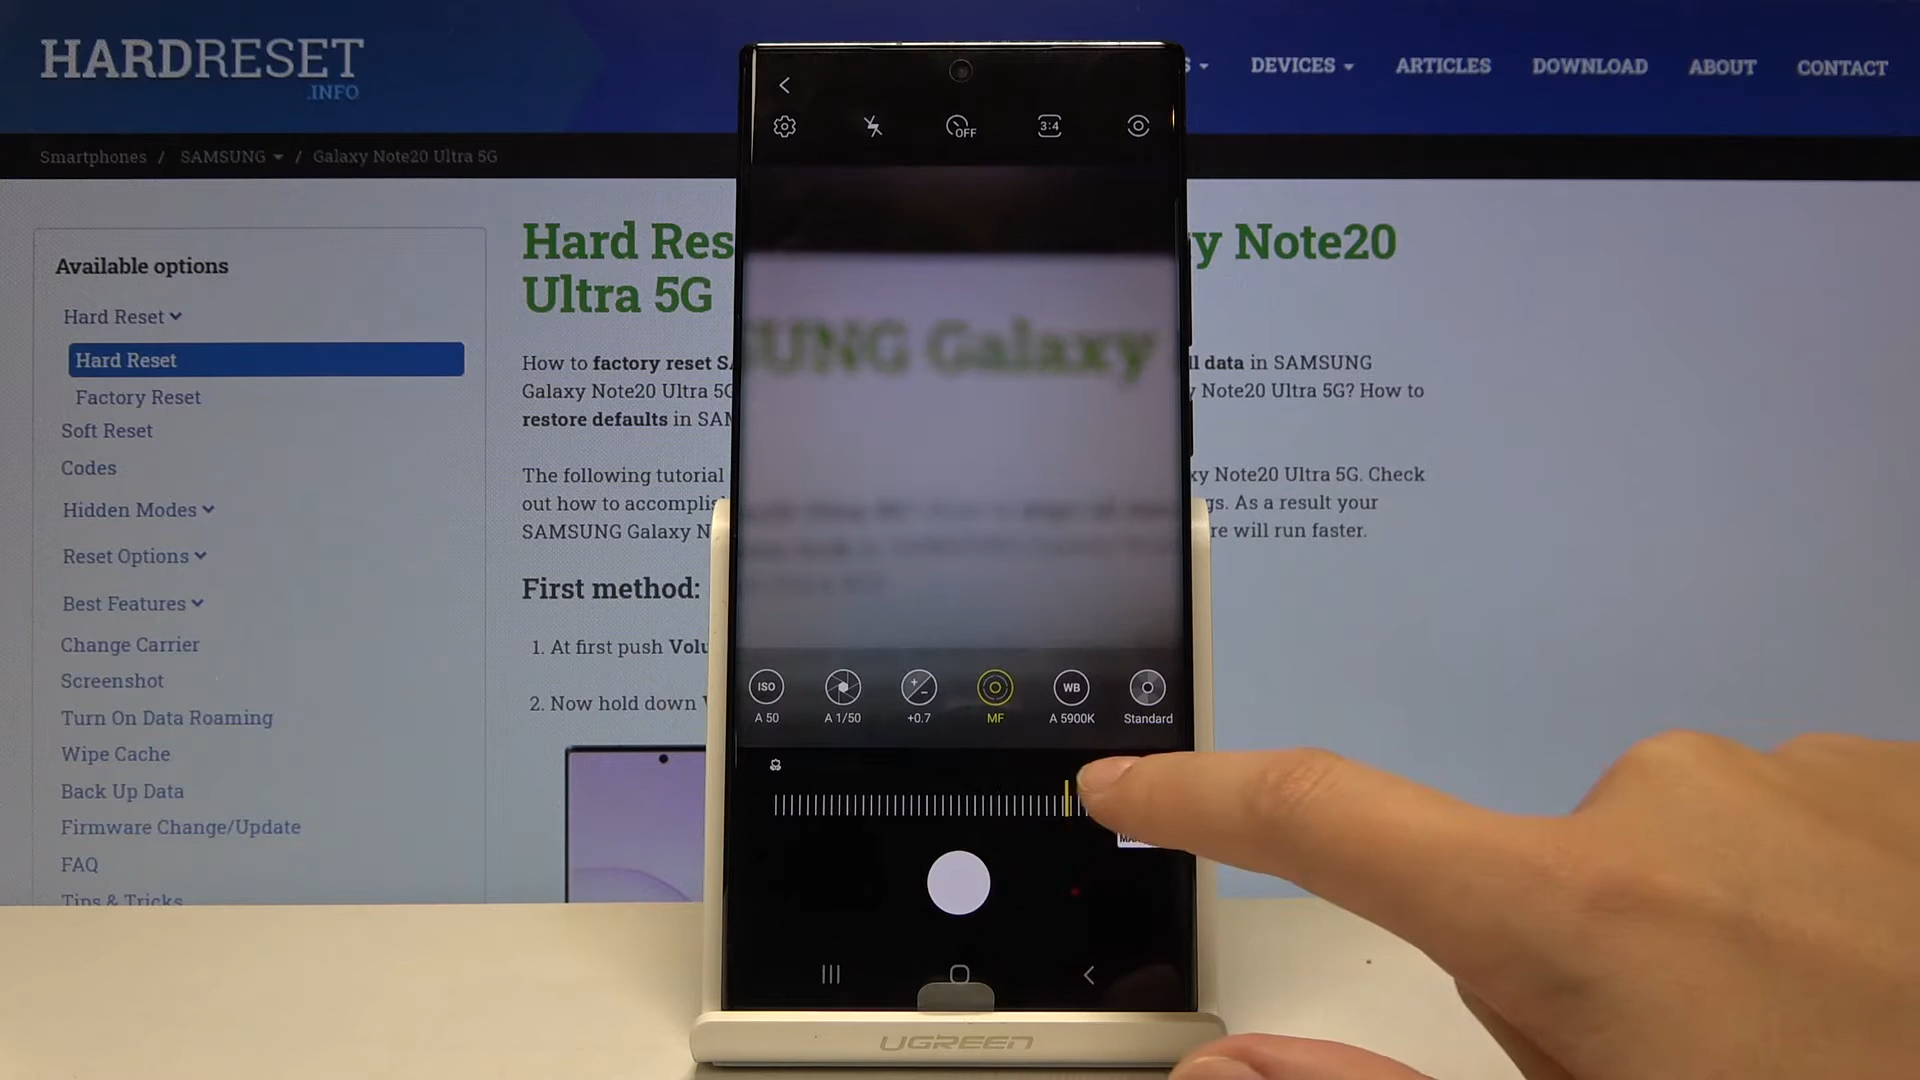 HARDRESET
.INFO
DEVICES
ARTICLES
DOWNLOAD
ABOUT
CONTACT
Smartphones / SAMSUNG / Galaxy Note20 Ultra 5G
Available options
Hard Reset
Hard Reset
Factory Reset
Soft Reset
Codes
Hidden Modes
Reset Options
Best Features
Change Carrier
Screenshot
Turn On Data Roaming
Wipe Cache
Back Up Data
Firmware Change/Update
FAQ
Tips & Tricks
Hard Res y Note20
Ultra 5G
How to factory reset S ll data in SAMSUNG
Galaxy Note20 Ultra 5G y Note20 Ultra 5G? How to
restore defaults in SAM
The following tutorial xy Note20 Ultra 5G. Check
out how to accomplis gs. As a result your
SAMSUNG Galaxy N re will run faster.
First method:
1. At first push Volu
2. Now hold down V
OFF
3:4
SUNG Galaxy
ISO
WB
A 50
A 1/50
+0.7
MF
A 5900K
Standard
UGREEN